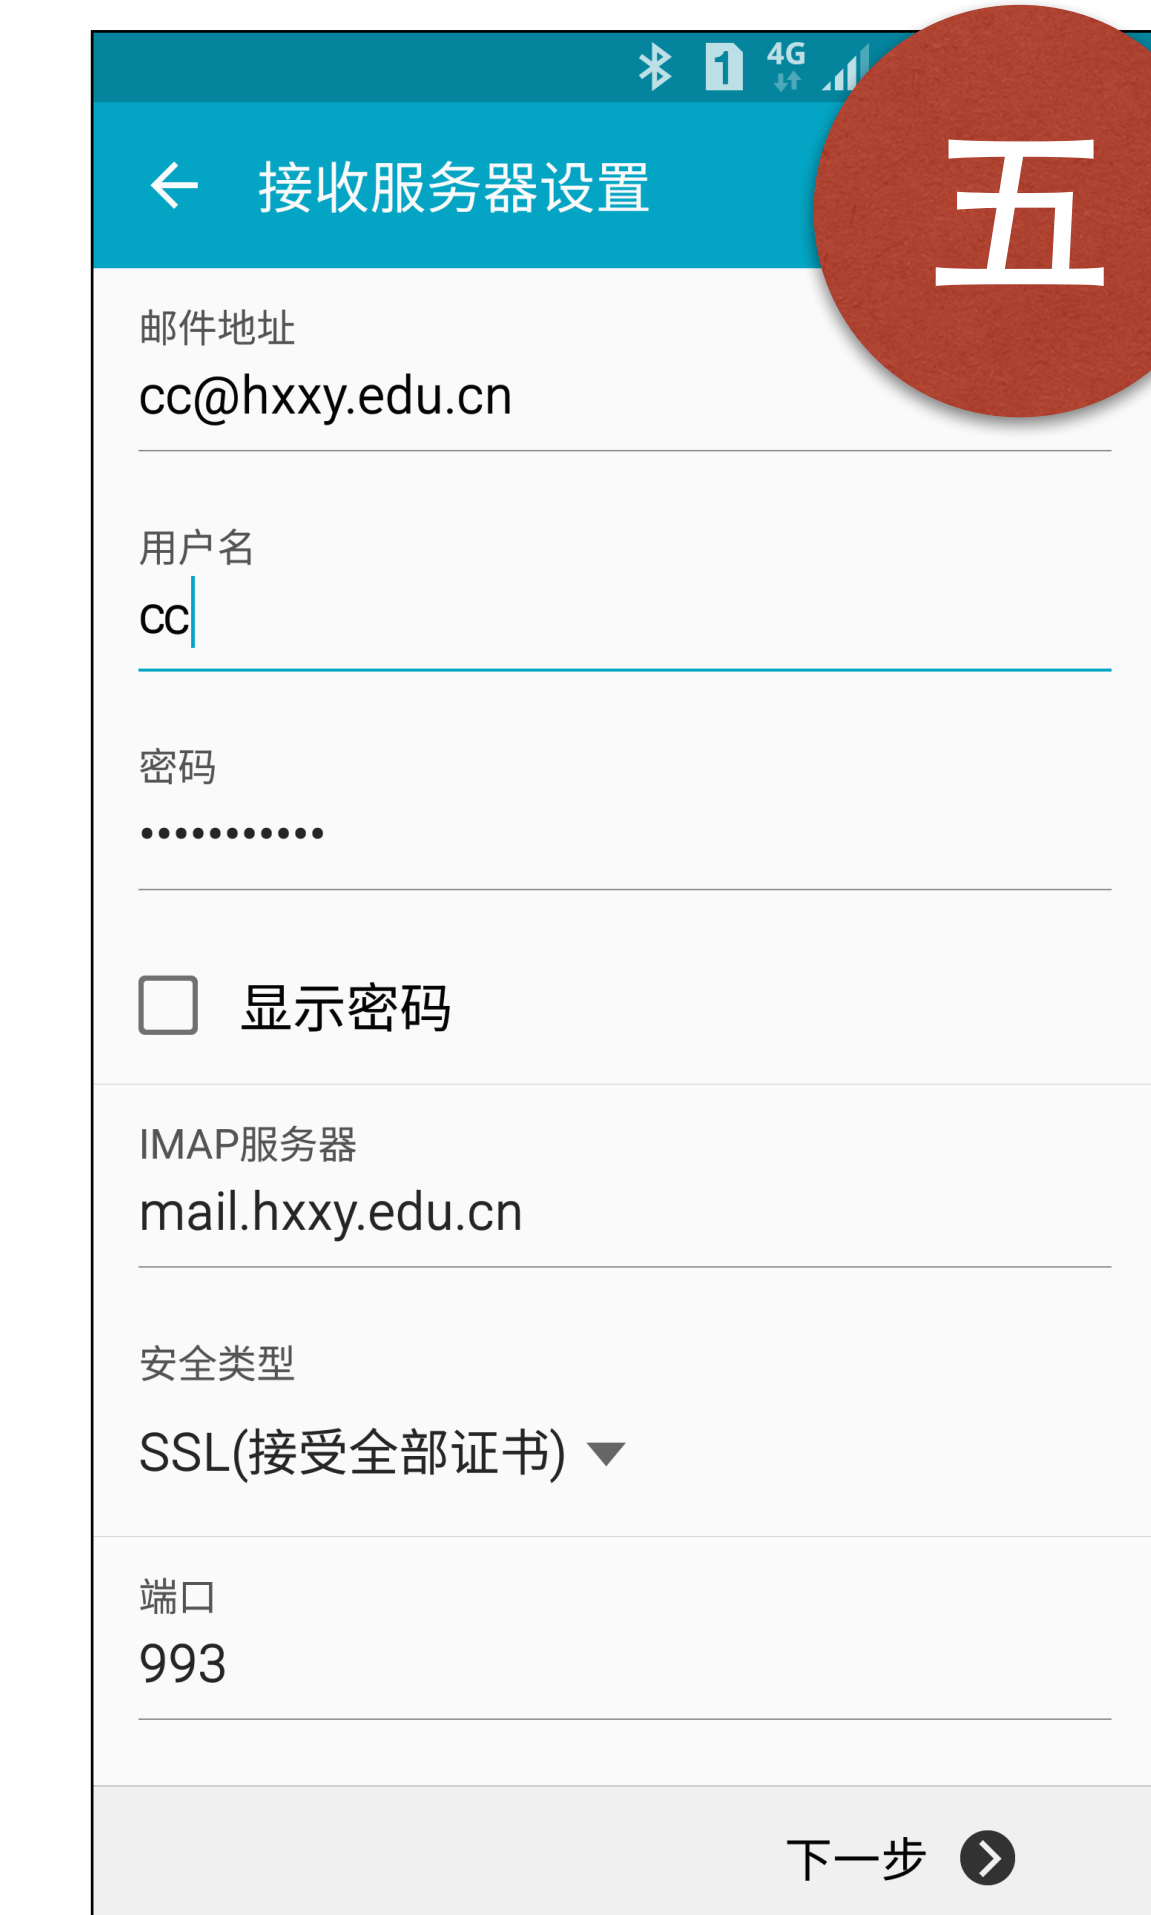 4G
1
五
接收服务器设置
邮件地址
cc@hxxy.edu.cn
用户名
cc
密码
•••••••••••
显示密码
IMAP服务器
mail.hxxy.edu.cn
安全类型
SSL(接受全部证书)
端口
993
下一步